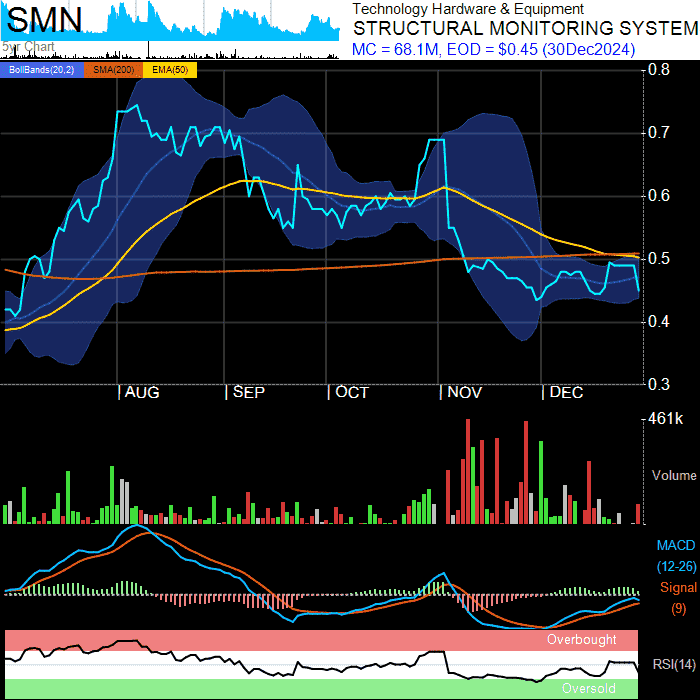 SMN
5yr Chart
Technology Hardware & Equipment
STRUCTURAL MONITORING SYSTEM
MC = 68.1M, EOD = $0.45 (30Dec2024)
BollBands(20,2) SMA(200) EMA(50)
0.8
0.7
0.6
0.5
0.4
0.3
AUG SEP OCT NOV DEC
461k
Volume
MACD
(12-26)
Signal
(9)
Overbought
RSI(14)
Oversold